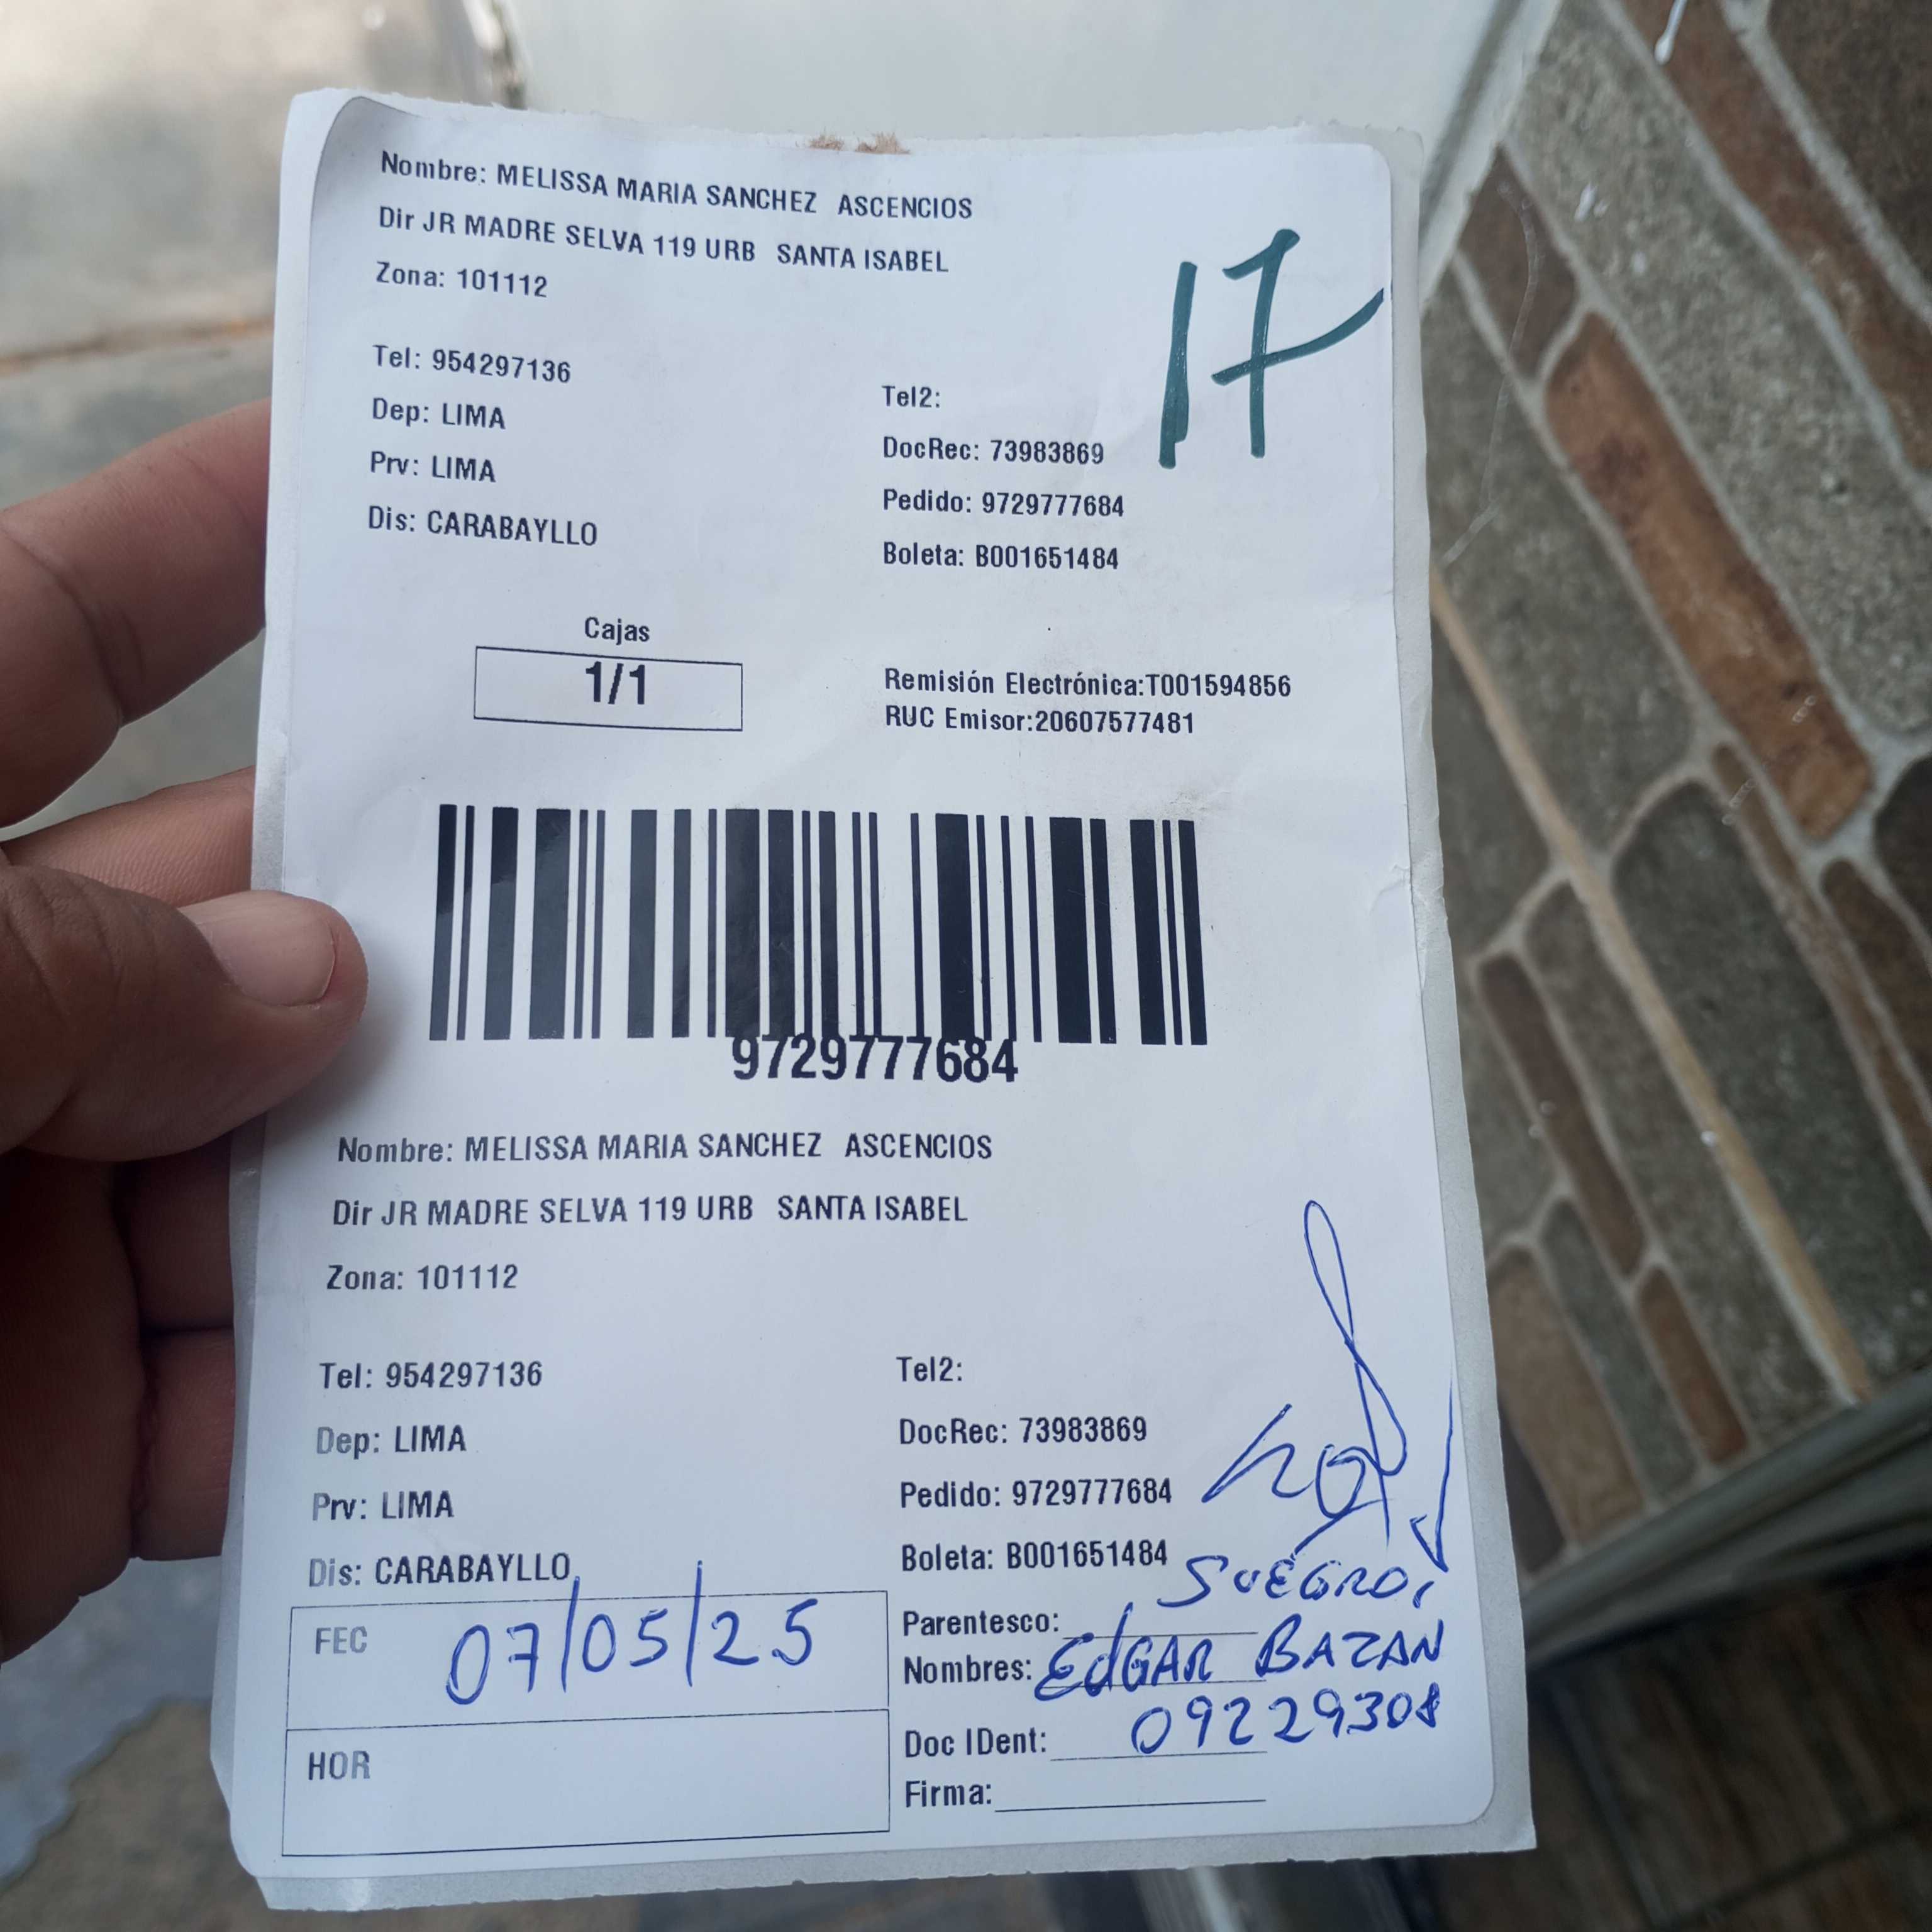 Nombre: MELISSA MARIA SANCHEZ ASCENCIOS
Dir JR MADRE SELVA 119 URB SANTA ISABEL
Zona: 101112
17
Tel: 954297136
Tel2:
Dep: LIMA
DocRec: 73983869
Prv: LIMA
Pedido: 9729777684
Dis: CARABAYLLO
Boleta: B001651484
Cajas
1/1
Remisión Electrónica:T001594856
RUC Emisor:20607577481
9729777684
Nombre: MELISSA MARIA SANCHEZ ASCENCIOS
Dir JR MADRE SELVA 119 URB SANTA ISABEL
Zona: 101112
Tel: 954297136
Tel2:
Dep: LIMA
DocRec: 73983869
Prv: LIMA
Pedido: 9729777684
Dis: CARABAYLLO
Boleta: B001651484
FEC 07/05/25
Parentesco: SUEGRO
Nombres: EdGAR BAZAN
HOR
Doc IDent: 09229308
Firma: